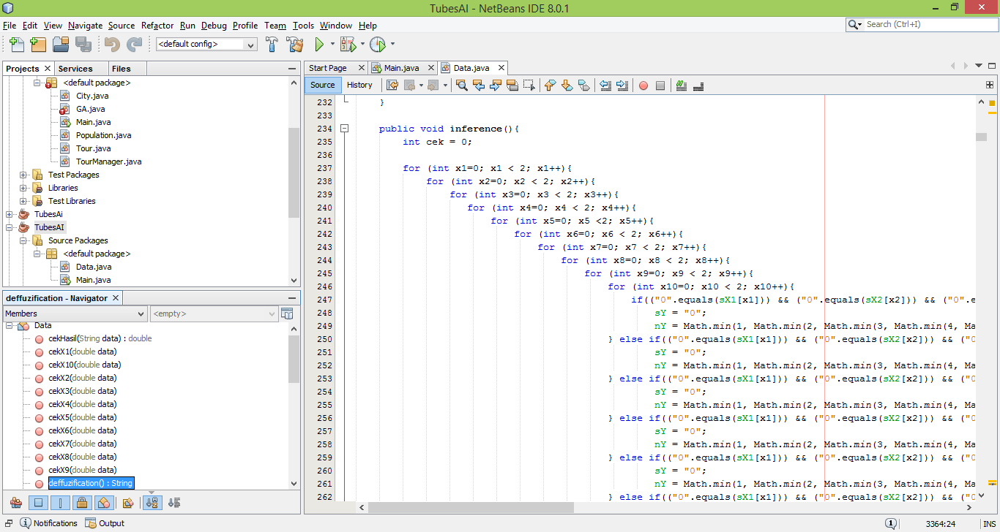 TubesAI - NetBeans IDE 8.0.1
File Edit View Navigate Source Refactor Run Debug Profile Team Tools Window Help
Search (Ctrl+I)
<default config>
Projects Services Files
<default package>
City.java
GA.java
Main.java
Population.java
Tour.java
TourManager.java
Test Packages
Libraries
Test Libraries
TubesAi
TubesAI
Source Packages
<default package>
Data.java
Main.java
deffuzification - Navigator
Members <empty>
Data
cekHasil(String data) : double
cekX1(double data)
cekX10(double data)
cekX2(double data)
cekX3(double data)
cekX4(double data)
cekX5(double data)
cekX6(double data)
cekX7(double data)
cekX8(double data)
cekX9(double data)
deffuzification() : String
Start Page Main.java Data.java
Source History
232 }
233
234 public void inference(){
235 int cek = 0;
236
237 for (int x1=0; x1 < 2; x1++){
238 for (int x2=0; x2 < 2; x2++){
239 for (int x3=0; x3 < 2; x3++){
240 for (int x4=0; x4 < 2; x4++){
241 for (int x5=0; x5 <2; x5++){
242 for (int x6=0; x6 < 2; x6++){
243 for (int x7=0; x7 < 2; x7++){
244 for (int x8=0; x8 < 2; x8++){
245 for (int x9=0; x9 < 2; x9++){
246 for (int x10=0; x10 < 2; x10++){
247 if(("0".equals(sX1[x1])) && ("0".equals(sX2[x2])) && ("0".e
248 sY = "0";
249 nY = Math.min(1, Math.min(2, Math.min(3, Math.min(4, Ma
250 } else if(("0".equals(sX1[x1])) && ("0".equals(sX2[x2])) && ("0
251 sY = "0";
252 nY = Math.min(1, Math.min(2, Math.min(3, Math.min(4, Ma
253 } else if(("0".equals(sX1[x1])) && ("0".equals(sX2[x2])) && ("0
254 sY = "0";
255 nY = Math.min(1, Math.min(2, Math.min(3, Math.min(4, Ma
256 } else if(("0".equals(sX1[x1])) && ("0".equals(sX2[x2])) && ("0
257 sY = "0";
258 nY = Math.min(1, Math.min(2, Math.min(3, Math.min(4, Ma
259 } else if(("0".equals(sX1[x1])) && ("0".equals(sX2[x2])) && ("0
260 sY = "0";
261 nY = Math.min(1, Math.min(2, Math.min(3, Math.min(4, Ma
262 } else if(("0".equals(sX1[x1])) && ("0".equals(sX2[x2])) && ("0
Notifications Output
1 3364:24 INS